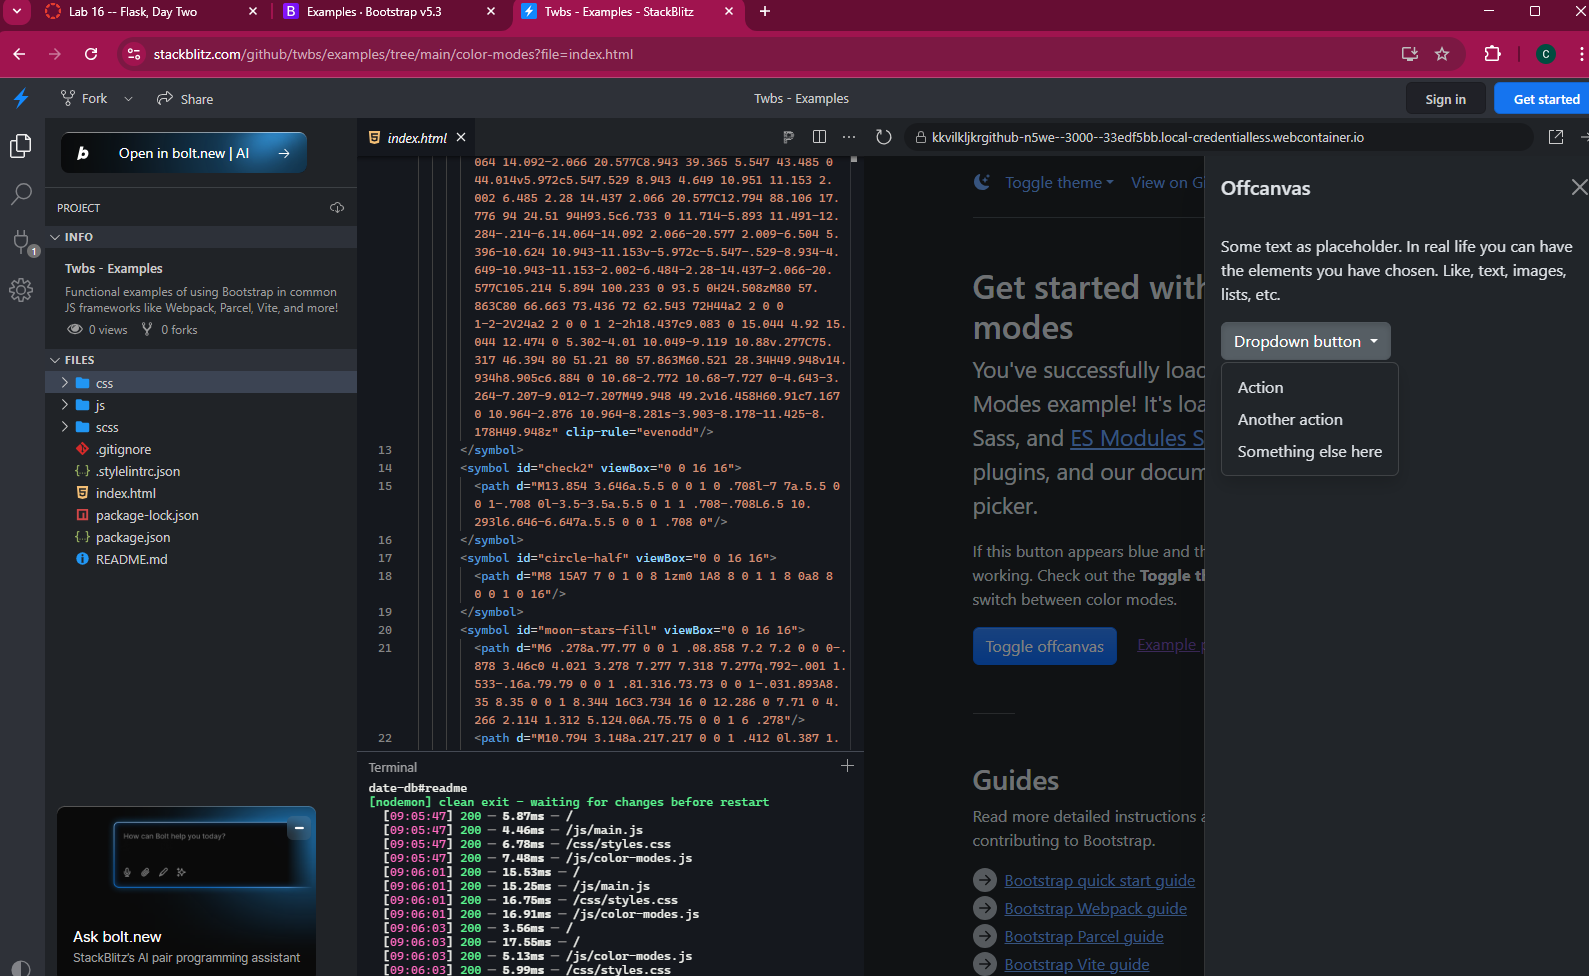 Lab 16 -- Flask, Day Two
Examples · Bootstrap v5.3
Twbs - Examples - StackBlitz
stackblitz.com/github/twbs/examples/tree/main/color-modes?file=index.html
C
Fork
Share
Twbs - Examples
Sign in
Get started
b
Open in bolt.new | AI
PROJECT
1
INFO
Twbs - Examples
Functional examples of using Bootstrap in common
JS frameworks like Webpack, Parcel, Vite, and more!
0 views
0 forks
FILES
css
js
scss
.gitignore
.stylelintrc.json
index.html
package-lock.json
package.json
README.md
How can Bolt help you today?
Ask bolt.new
StackBlitz's AI pair programming assistant
index.html
064 14.092-2.066 20.577C8.943 39.365 5.547 43.485 0
44.014v5.972c5.547.529 8.943 4.649 10.951 11.153 2.
002 6.485 2.28 14.437 2.066 20.577C12.794 88.106 17.
776 94 24.51 94H93.5c6.733 0 11.714-5.893 11.491-12.
284-.214-6.14.064-14.092 2.066-20.577 2.009-6.504 5.
396-10.624 10.943-11.153v-5.972c-5.547-.529-8.934-4.
649-10.943-11.153-2.002-6.484-2.28-14.437-2.066-20.
577C105.214 5.894 100.233 0 93.5 0H24.508zM80 57.
863C80 66.663 73.436 72 62.543 72H44a2 2 0 0
1-2-2V24a2 2 0 0 1 2-2h18.437c9.083 0 15.044 4.92 15.
044 12.474 0 5.302-4.01 10.049-9.119 10.88v.277C75.
317 46.394 80 51.21 80 57.863M60.521 28.34H49.948v14.
934h8.905c6.884 0 10.68-2.772 10.68-7.727 0-4.643-3.
264-7.207-9.012-7.207M49.948 49.2v16.458H60.91c7.167
0 10.964-2.876 10.964-8.281s-3.903-8.178-11.425-8.
178H49.948z" clip-rule="evenodd"/>
13 </symbol>
14 <symbol id="check2" viewBox="0 0 16 16">
15 <path d="M13.854 3.646a.5.5 0 0 1 0 .708l-7 7a.5.5 0
0 1-.708 0l-3.5-3.5a.5.5 0 1 1 .708-.708L6.5 10.
293l6.646-6.647a.5.5 0 0 1 .708 0"/>
16 </symbol>
17 <symbol id="circle-half" viewBox="0 0 16 16">
18 <path d="M8 15A7 7 0 1 0 8 1zm0 1A8 8 0 1 1 8 0a8 8
0 0 1 0 16"/>
19 </symbol>
20 <symbol id="moon-stars-fill" viewBox="0 0 16 16">
21 <path d="M6 .278a.77.77 0 0 1 .08.858 7.2 7.2 0 0 0-.
878 3.46c0 4.021 3.278 7.277 7.318 7.277q.792-.001 1.
533-.16a.79.79 0 0 1 .81.316.73.73 0 0 1-.031.893A8.
35 8.35 0 0 1 8.344 16C3.734 16 0 12.286 0 7.71 0 4.
266 2.114 1.312 5.124.06A.75.75 0 0 1 6 .278"/>
22 <path d="M10.794 3.148a.217.217 0 0 1 .412 0l.387 1.
Terminal
date-db#readme
[nodemon] clean exit - waiting for changes before restart
[09:05:47] 200 — 5.87ms — /
[09:05:47] 200 — 4.46ms — /js/main.js
[09:05:47] 200 — 6.78ms — /css/styles.css
[09:05:47] 200 — 7.48ms — /js/color-modes.js
[09:06:01] 200 — 15.53ms — /
[09:06:01] 200 — 15.25ms — /js/main.js
[09:06:01] 200 — 16.75ms — /css/styles.css
[09:06:01] 200 — 16.91ms — /js/color-modes.js
[09:06:03] 200 — 3.56ms — /
[09:06:03] 200 — 17.55ms — /
[09:06:03] 200 — 5.13ms — /js/color-modes.js
[09:06:03] 200 — 5.99ms — /css/styles.css
kkvilkljkrgithub-n5we--3000--33edf5bb.local-credentialless.webcontainer.io
Toggle theme
View on Gi
Get started with
modes
You've successfully load
Modes example! It's loa
Sass, and ES Modules S
plugins, and our docum
picker.
If this button appears blue and th
working. Check out the Toggle th
switch between color modes.
Toggle offcanvas
Example p
Guides
Read more detailed instructions a
contributing to Bootstrap.
Bootstrap quick start guide
Bootstrap Webpack guide
Bootstrap Parcel guide
Bootstrap Vite guide
Offcanvas
Some text as placeholder. In real life you can have
the elements you have chosen. Like, text, images,
lists, etc.
Dropdown button
Action
Another action
Something else here